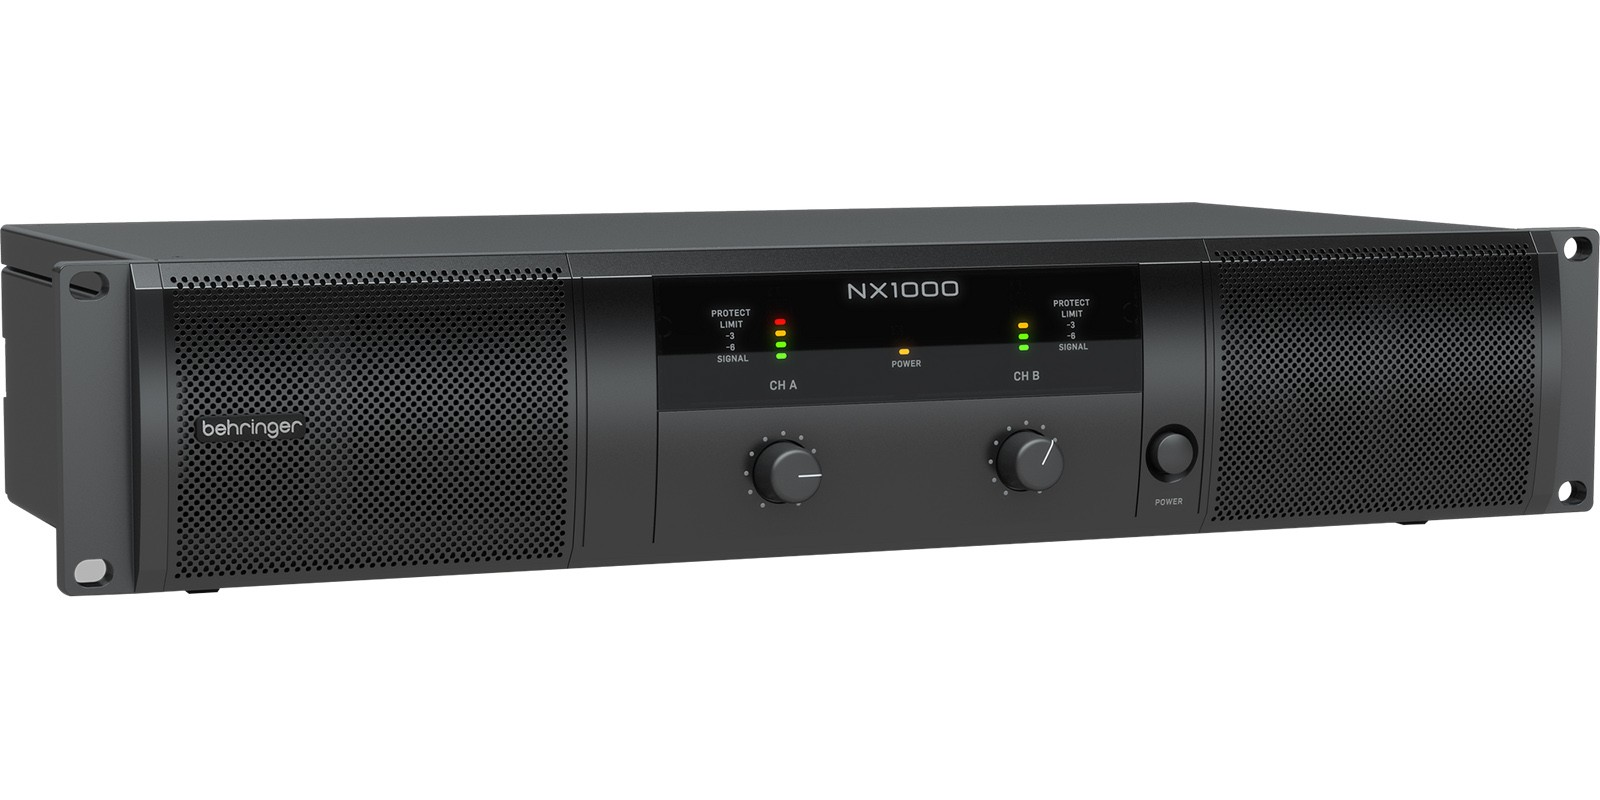 NX1000
PROTECT
LIMIT
-3
-6
SIGNAL
CH A
POWER
PROTECT
LIMIT
-3
-6
SIGNAL
CH B
behringer
POWER